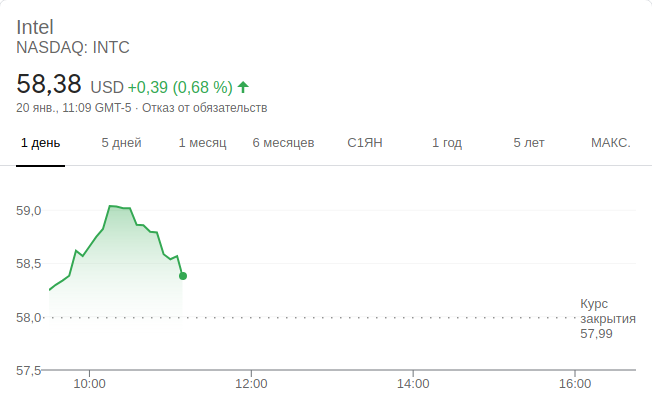 Intel
NASDAQ: INTC
58,38 USD +0,39 (0,68 %)
20 янв., 11:09 GMT-5 · Отказ от обязательств
1 день 5 дней 1 месяц 6 месяцев С1ЯН 1 год 5 лет МАКС.
59,0
58,5
58,0
Курс
закрытия
57,99
57,5
10:00 12:00 14:00 16:00